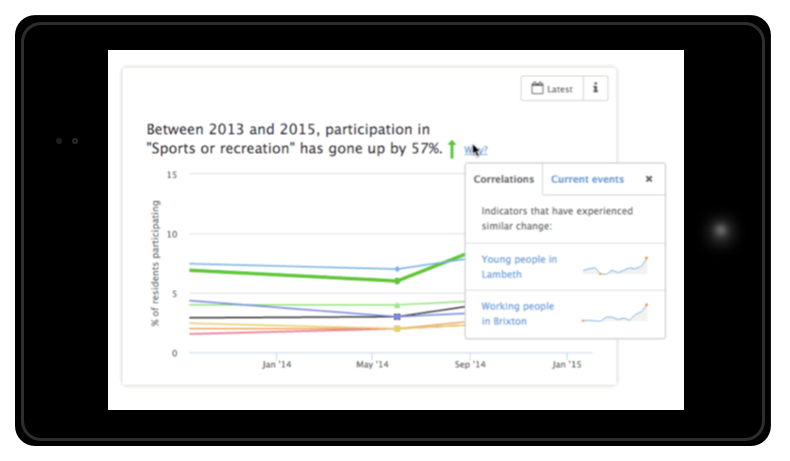 Latest i
Between 2013 and 2015, participation in
"Sports or recreation" has gone up by 57%. Why?
Correlations Current events ×
Indicators that have experienced
similar change:
Young people in
Lambeth
Working people
in Brixton
% of residents participating
15
10
5
0
Jan '14 May '14 Sep '14 Jan '15